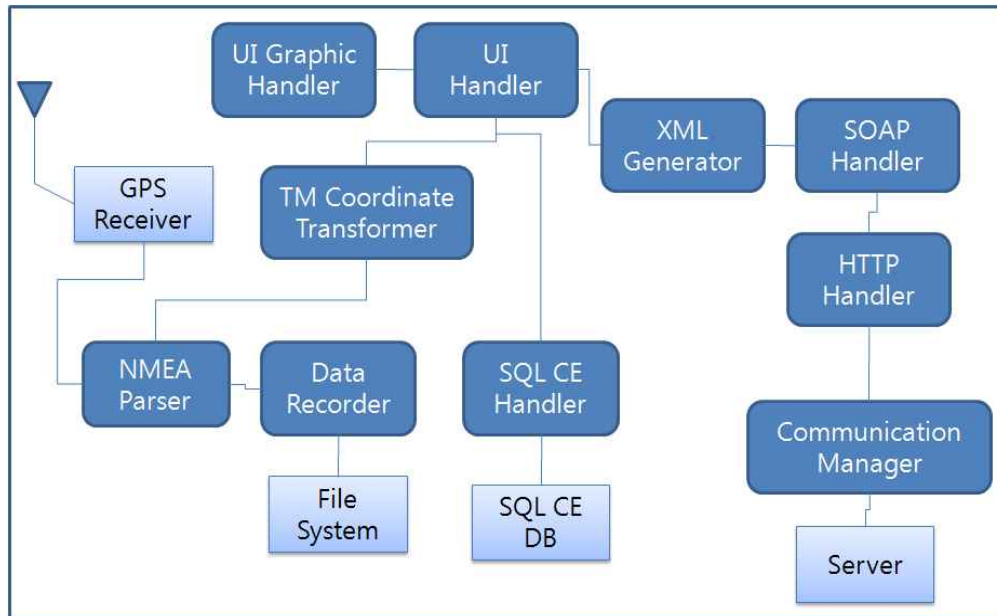 UI Graphic
Handler
UI
Handler
XML
Generator
SOAP
Handler
GPS
Receiver
TM Coordinate
Transformer
HTTP
Handler
NMEA
Parser
Data
Recorder
SQL CE
Handler
Communication
Manager
File
System
SQL CE
DB
Server